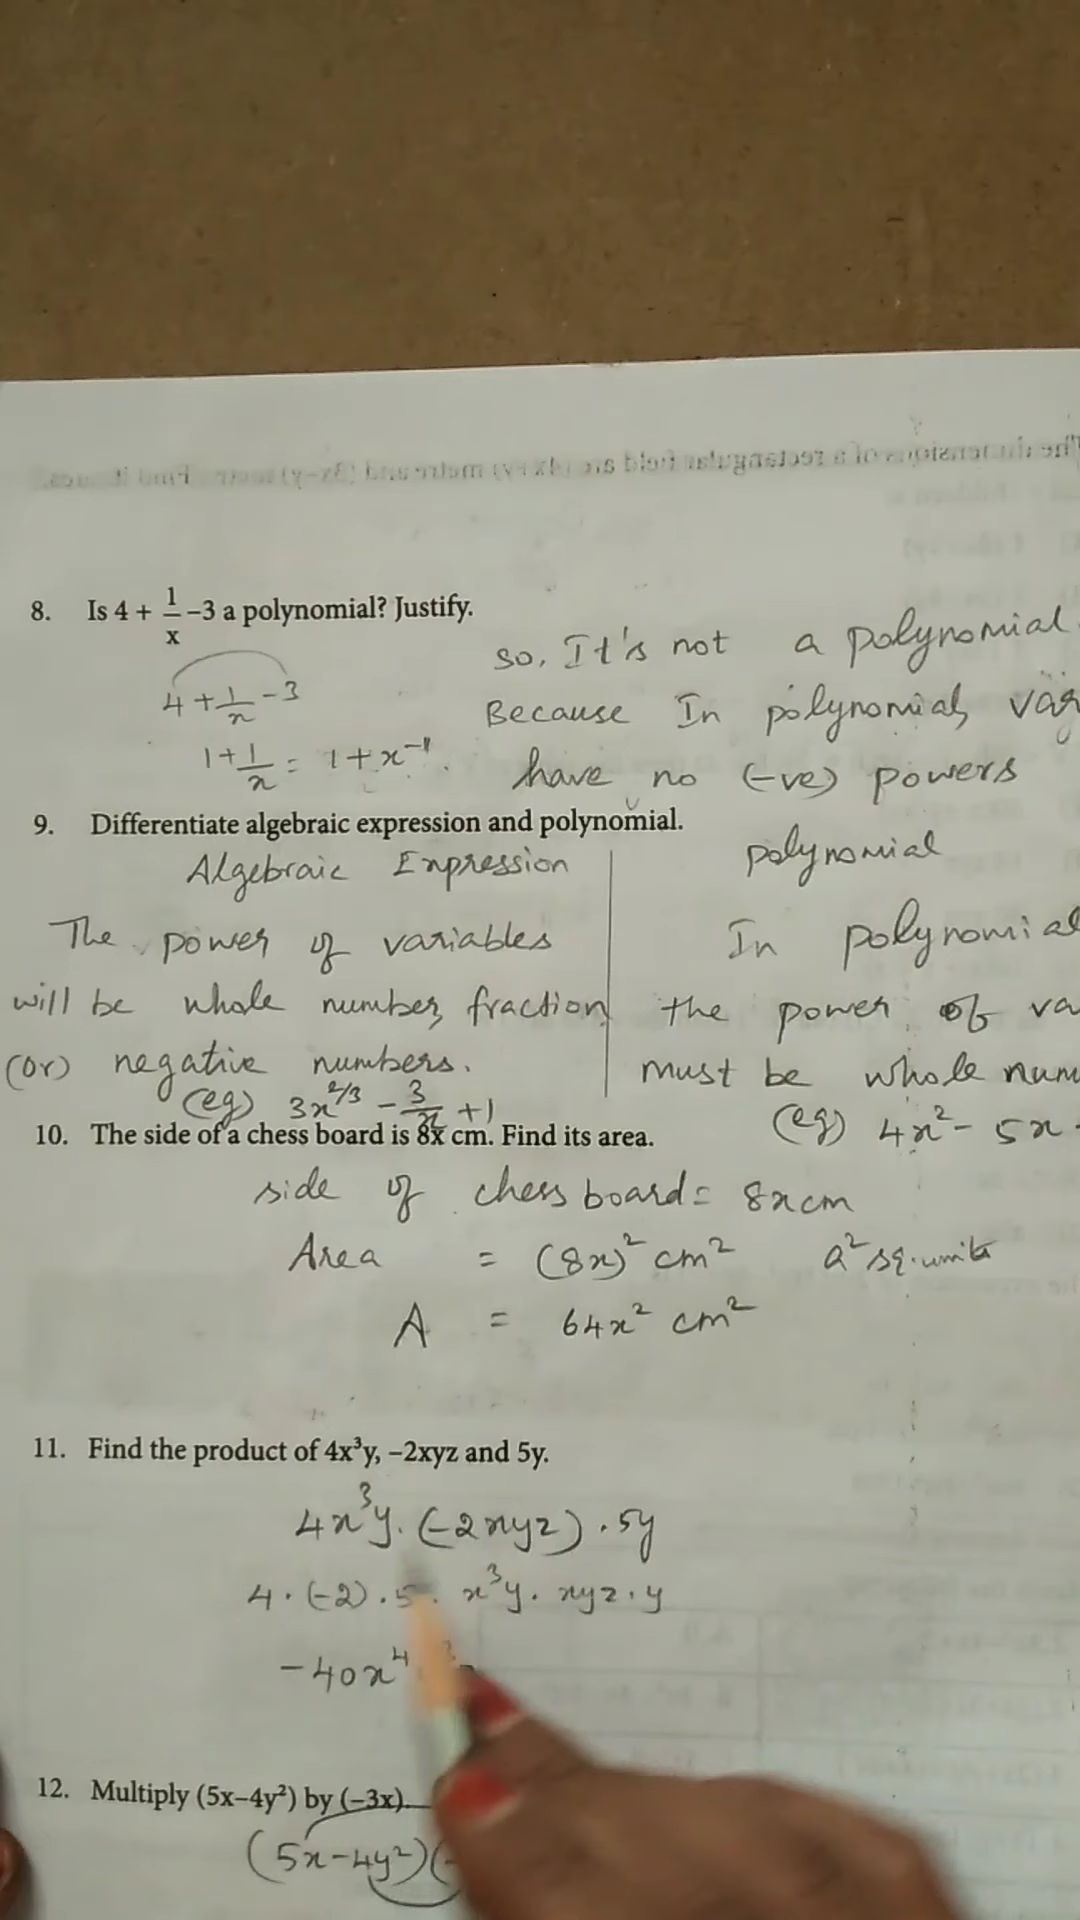 8. Is 4 + 1/x −3 a polynomial? Justify.
4 + 1/x − 3
1 + 1/x = 1 + x⁻¹.
so, It's not a polynomial
Because In polynomial, var
have no (-ve) powers
9. Differentiate algebraic expression and polynomial.
Algebraic Expression
The power of variables
will be whole number, fraction
(or) negative numbers.
(eg) 3x^2/3 − 3/x + 1
polynomial
In polynomial
the power of va
must be whole num
(eg) 4x² − 5x
10. The side of a chess board is 8x cm. Find its area.
side of chess board = 8x cm
Area = (8x)² cm² a² sq.units
A = 64x² cm²
11. Find the product of 4x³y, −2xyz and 5y.
4x³y.(−2xyz).5y
4.(−2).5. x³y. xyz.y
−40x⁴
12. Multiply (5x−4y²) by (−3x).
(5x−4y²)(